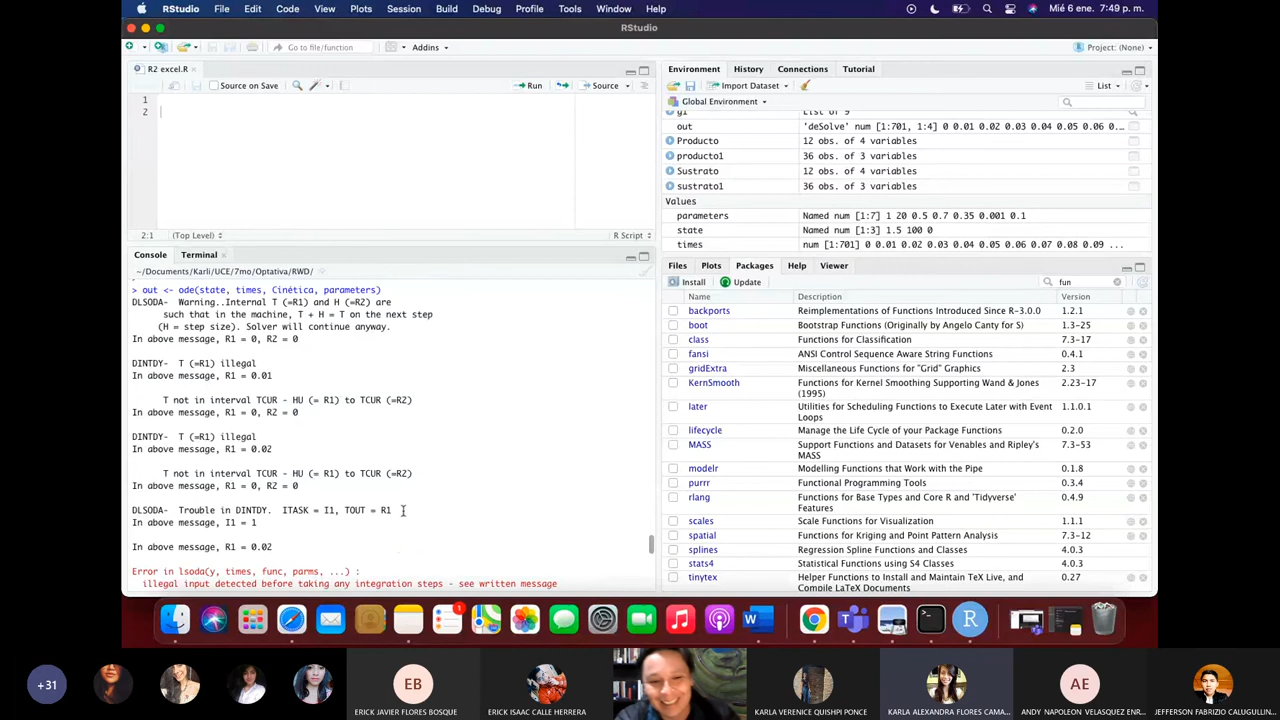 RStudio File Edit Code View Plots Session Build Debug Profile Tools Window Help Mié 6 ene. 7:49 p. m.
RStudio
Go to file/function Addins Project: (None)
R2 excel.R
Source on Save Run Source
1
2
2:1 (Top Level) R Script
Console Terminal
~/Documents/Karli/UCE/7mo/Optativa/RWD/
> out <- ode(state, times, Cinética, parameters)
DLSODA- Warning..Internal T (=R1) and H (=R2) are
such that in the machine, T + H = T on the next step
(H = step size). Solver will continue anyway.
In above message, R1 = 0, R2 = 0
DINTDY- T (=R1) illegal
In above message, R1 = 0.01
T not in interval TCUR - HU (= R1) to TCUR (=R2)
In above message, R1 = 0, R2 = 0
DINTDY- T (=R1) illegal
In above message, R1 = 0.02
T not in interval TCUR - HU (= R1) to TCUR (=R2)
In above message, R1 = 0, R2 = 0
DLSODA- Trouble in DINTDY. ITASK = I1, TOUT = R1
In above message, I1 = 1
In above message, R1 = 0.02
Error in lsoda(y, times, func, parms, ...) :
illegal input detected before taking any integration steps - see written message
Environment History Connections Tutorial
Import Dataset List
Global Environment
g1 List of 9
out 'deSolve' num [1:701, 1:4] 0 0.01 0.02 0.03 0.04 0.05 0.06 0...
Producto 12 obs. of 4 variables
producto1 36 obs. of 3 variables
Sustrato 12 obs. of 4 variables
sustrato1 36 obs. of 3 variables
Values
parameters Named num [1:7] 1 20 0.5 0.7 0.35 0.001 0.1
state Named num [1:3] 1.5 100 0
times num [1:701] 0 0.01 0.02 0.03 0.04 0.05 0.06 0.07 0.08 0.09 ...
Files Plots Packages Help Viewer
Install Update fun
Name Description Version
backports Reimplementations of Functions Introduced Since R-3.0.0 1.2.1
boot Bootstrap Functions (Originally by Angelo Canty for S) 1.3-25
class Functions for Classification 7.3-17
fansi ANSI Control Sequence Aware String Functions 0.4.1
gridExtra Miscellaneous Functions for "Grid" Graphics 2.3
KernSmooth Functions for Kernel Smoothing Supporting Wand & Jones 2.23-17
(1995)
later Utilities for Scheduling Functions to Execute Later with Event 1.1.0.1
Loops
lifecycle Manage the Life Cycle of your Package Functions 0.2.0
MASS Support Functions and Datasets for Venables and Ripley's 7.3-53
MASS
modelr Modelling Functions that Work with the Pipe 0.1.8
purrr Functional Programming Tools 0.3.4
rlang Functions for Base Types and Core R and 'Tidyverse' 0.4.9
Features
scales Scale Functions for Visualization 1.1.1
spatial Functions for Kriging and Point Pattern Analysis 7.3-12
splines Regression Spline Functions and Classes 4.0.3
stats4 Statistical Functions using S4 Classes 4.0.3
tinytex Helper Functions to Install and Maintain TeX Live, and 0.27
Compile LaTeX Documents
1
W
R
+31
EB
AE
ERICK JAVIER FLORES BOSQUE
ERICK ISAAC CALLE HERRERA
KARLA VERENICE QUISHPI PONCE
KARLA ALEXANDRA FLORES CAMA...
ANDY NAPOLEON VELASQUEZ ENR...
JEFFERSON FABRIZIO CALUGULLIN...